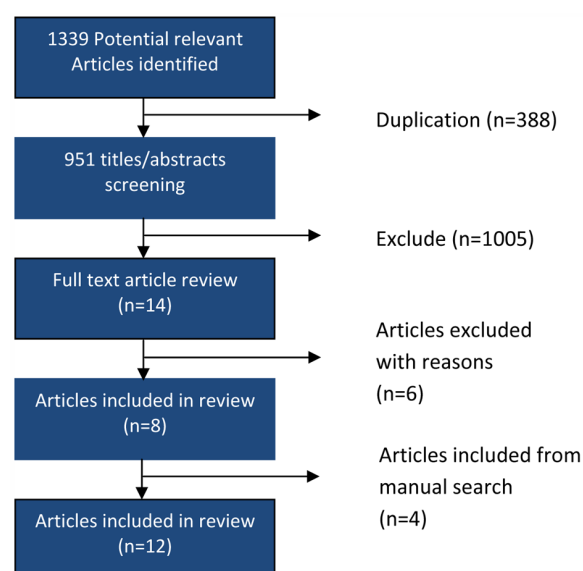 1339 Potential relevant
Articles identified
Duplication (n=388)
951 titles/abstracts
screening
Exclude (n=1005)
Full text article review
(n=14)
Articles excluded
with reasons
(n=6)
Articles included in review
(n=8)
Articles included from
manual search
(n=4)
Articles included in review
(n=12)